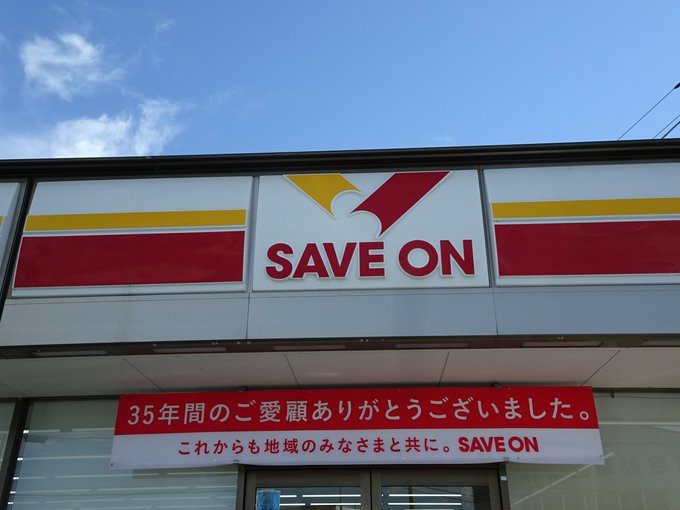 SAVE ON
35年間のご愛顧ありがとうございました。
これからも地域のみなさまと共に。SAVE ON